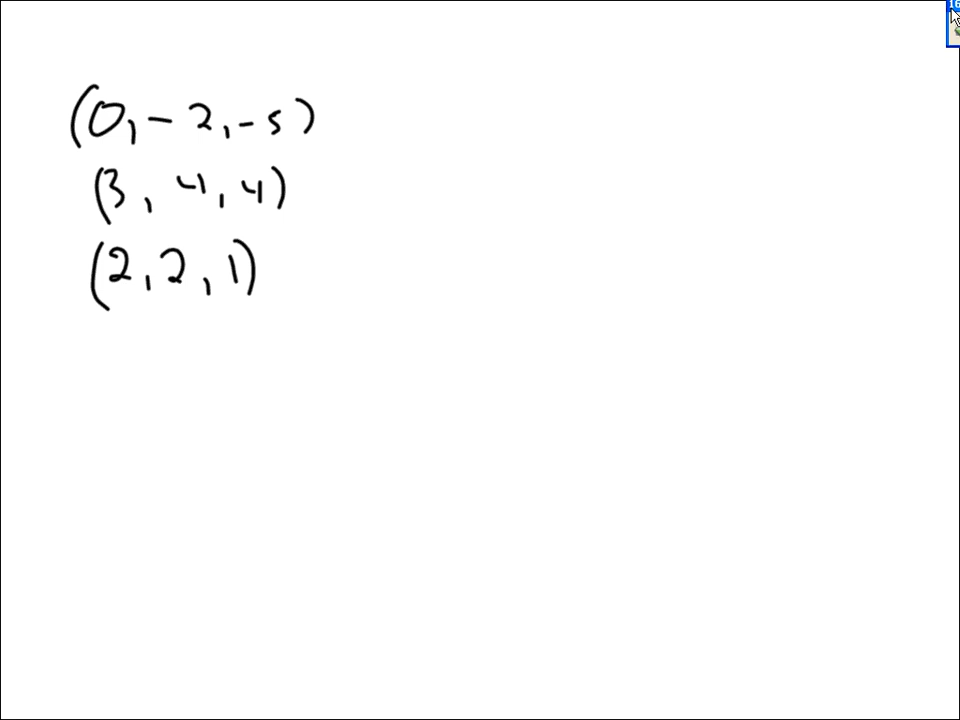 (0, -2, -5)
(3, 4, 4)
(2, 2, 1)